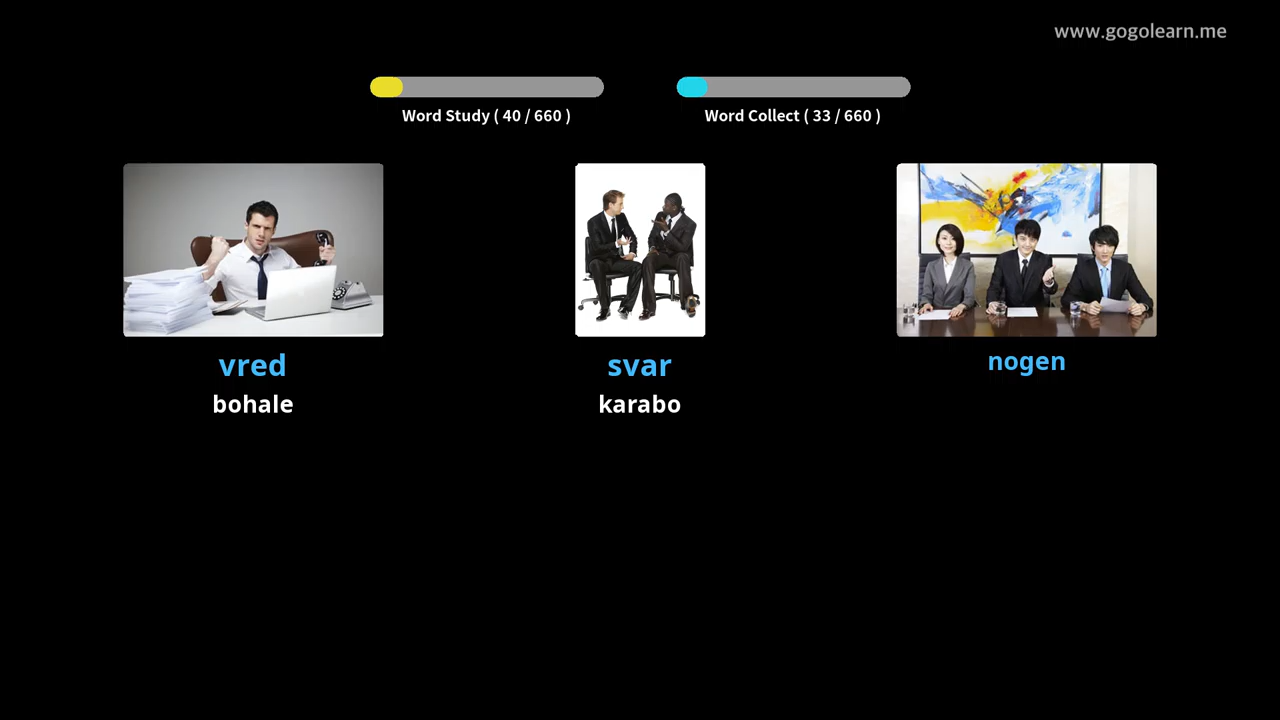 www.gogolearn.me
Word Study ( 40 / 660 )
Word Collect ( 33 / 660 )
vred
bohale
svar
karabo
nogen